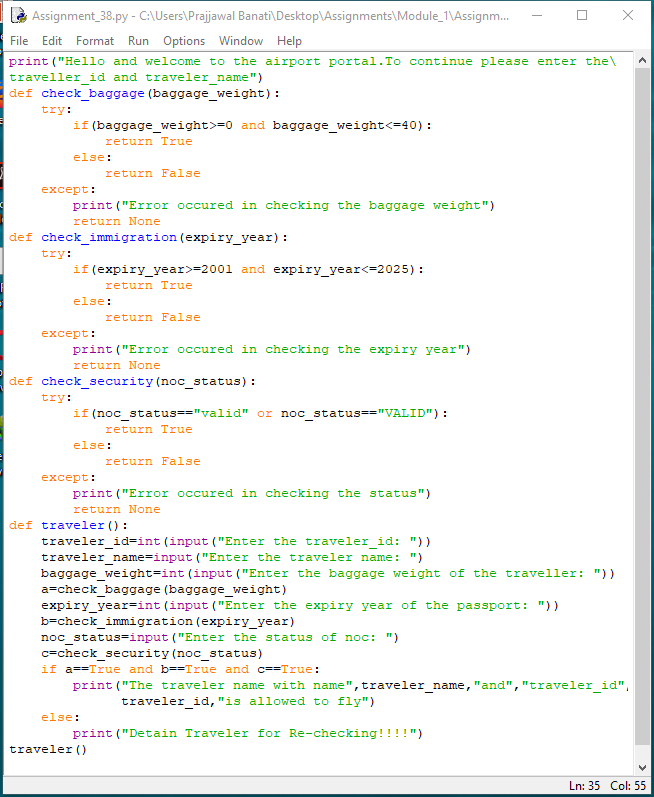 Assignment_38.py - C:\Users\Prajjawal Banati\Desktop\Assignments\Module_1\Assignm...
File Edit Format Run Options Window Help
print("Hello and welcome to the airport portal.To continue please enter the\
traveller_id and traveler_name")
def check_baggage(baggage_weight):
    try:
        if(baggage_weight>=0 and baggage_weight<=40):
            return True
        else:
            return False
    except:
        print("Error occured in checking the baggage weight")
        return None
def check_immigration(expiry_year):
    try:
        if(expiry_year>=2001 and expiry_year<=2025):
            return True
        else:
            return False
    except:
        print("Error occured in checking the expiry year")
        return None
def check_security(noc_status):
    try:
        if(noc_status=="valid" or noc_status=="VALID"):
            return True
        else:
            return False
    except:
        print("Error occured in checking the status")
        return None
def traveler():
    traveler_id=int(input("Enter the traveler_id: "))
    traveler_name=input("Enter the traveler name: ")
    baggage_weight=int(input("Enter the baggage weight of the traveller: "))
    a=check_baggage(baggage_weight)
    expiry_year=int(input("Enter the expiry year of the passport: "))
    b=check_immigration(expiry_year)
    noc_status=input("Enter the status of noc: ")
    c=check_security(noc_status)
    if a==True and b==True and c==True:
        print("The traveler name with name",traveler_name,"and","traveler_id",
              traveler_id,"is allowed to fly")
    else:
        print("Detain Traveler for Re-checking!!!!")
traveler()
Ln: 35 Col: 55